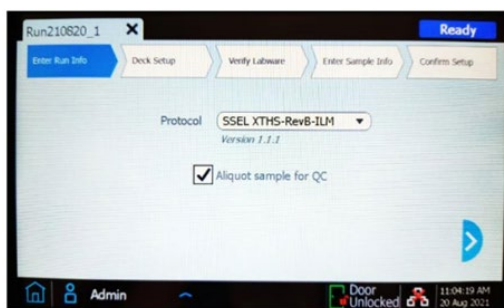 Run210820_1 X
Ready
Enter Run Info
Deck Setup
Verify Labware
Enter Sample Info
Confirm Setup
Protocol SSEL XTHS-RevB-ILM
Version 1.1.1
Aliquot sample for QC
Admin
Door
Unlocked
11:04:19 AM
20 Aug 2021